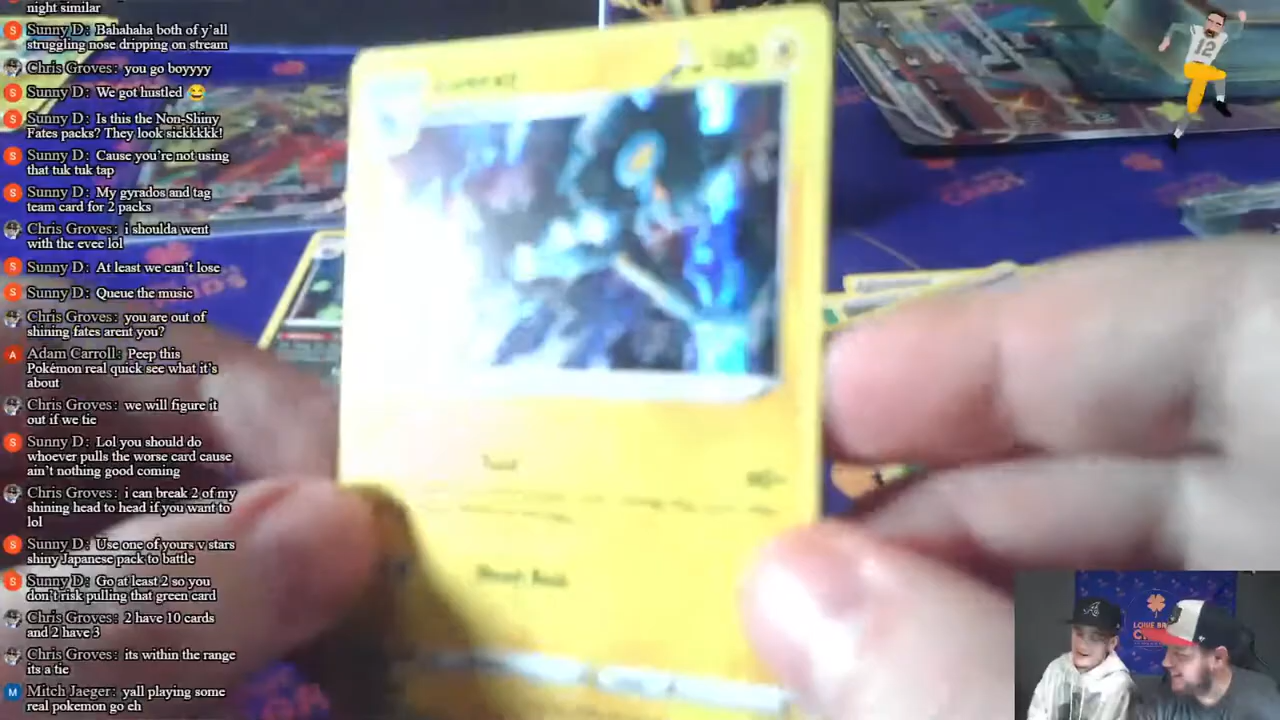 night similar
Sunny D: Bahahaha both of y'all
struggling nose dripping on stream
Chris Groves: you go boyyyy
Sunny D: We got hustled 😂
Sunny D: Is this the Non-Shiny
Fates packs? They look sickkkkk!
Sunny D: Cause you're not using
that tuk tuk tap
Sunny D: My gyrados and tag
team card for 2 packs
Chris Groves: i shoulda went
with the evee lol
Sunny D: At least we can't lose
Sunny D: Queue the music
Chris Groves: you are out of
shining fates arent you?
Adam Carroll: Peep this
Pokémon real quick see what it's
about
Chris Groves: we will figure it
out if we tie
Sunny D: Lol you should do
whoever pulls the worse card cause
ain't nothing good coming
Chris Groves: i can break 2 of my
shining head to head if you want to
lol
Sunny D: Use one of yours v stars
shiny Japanese pack to battle
Sunny D: Go at least 2 so you
don't risk pulling that green card
Chris Groves: 2 have 10 cards
and 2 have 3
Chris Groves: its within the range
its a tie
Mitch Jaeger: yall playing some
real pokemon go eh
12